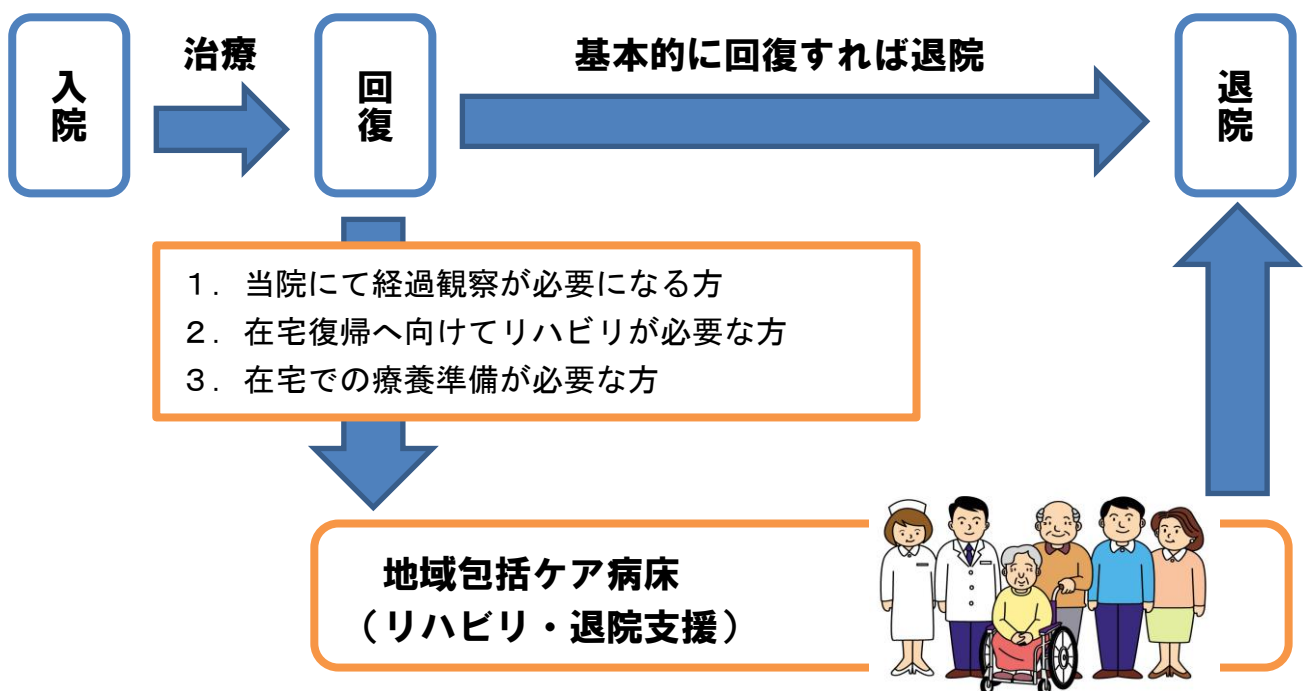 入院
治療
回復
基本的に回復すれば退院
退院
１．当院にて経過観察が必要になる方
２．在宅復帰へ向けてリハビリが必要な方
３．在宅での療養準備が必要な方
地域包括ケア病床
（リハビリ・退院支援）